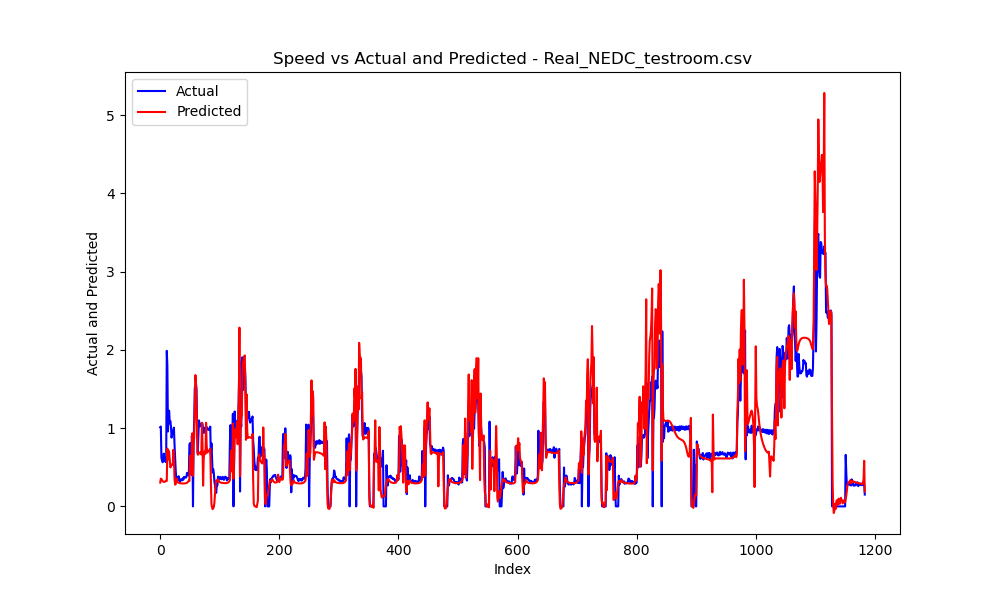 Speed vs Actual and Predicted - Real_NEDC_testroom.csv
Actual
Predicted
5
4
3
2
1
0
Actual and Predicted
0 200 400 600 800 1000 1200
Index